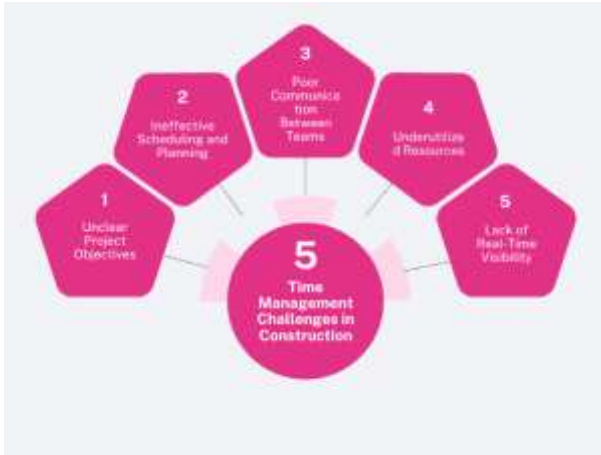 1
Unclear
Project
Objectives
2
Ineffective
Scheduling and
Planning
3
Poor
Communica
tion
Between
Teams
4
Underutilize
d Resources
5
Lack of
Real-Time
Visibility
5
Time
Management
Challenges in
Construction